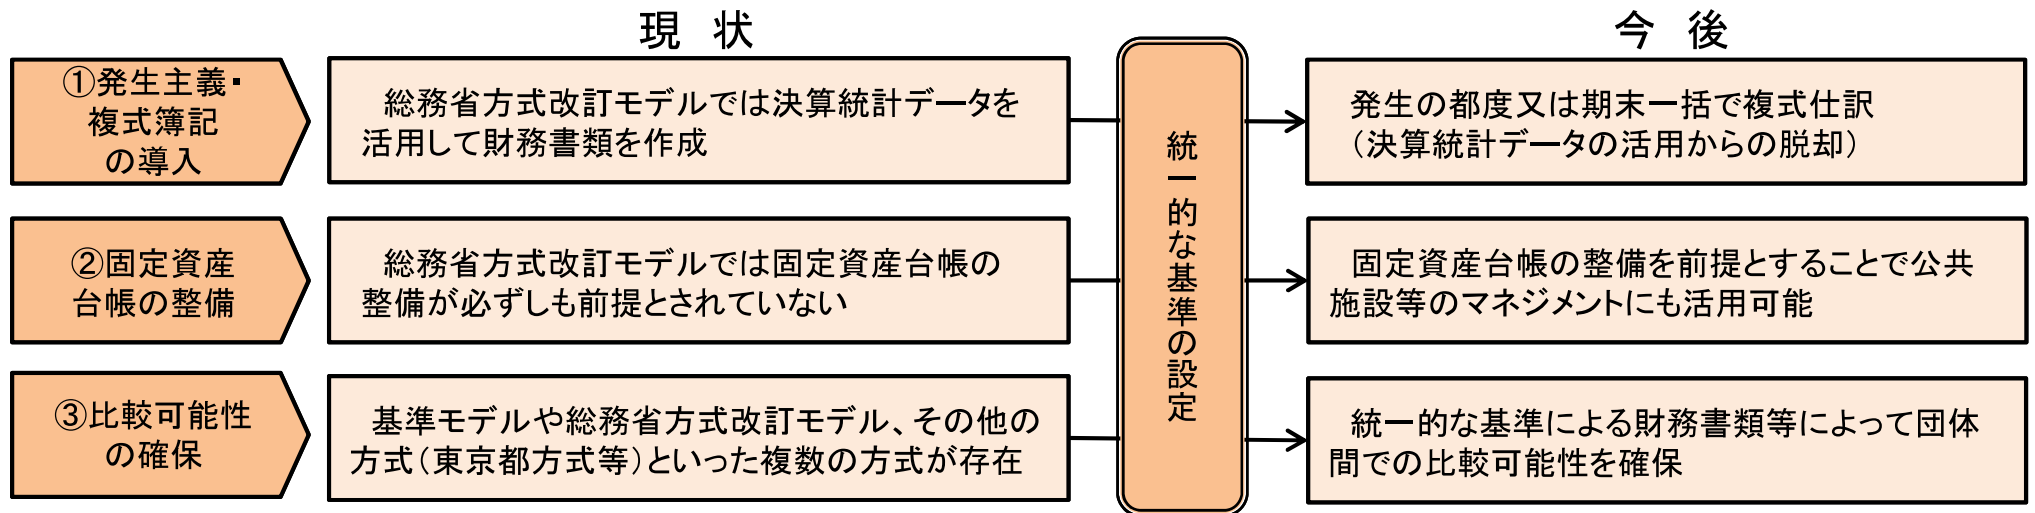 現　状
今　後
①発生主義・
複式簿記
の導入
総務省方式改訂モデルでは決算統計データを
活用して財務書類を作成
発生の都度又は期末一括で複式仕訳
（決算統計データの活用からの脱却）
②固定資産
台帳の整備
総務省方式改訂モデルでは固定資産台帳の
整備が必ずしも前提とされていない
固定資産台帳の整備を前提とすることで公共
施設等のマネジメントにも活用可能
③比較可能性
の確保
基準モデルや総務省方式改訂モデル、その他の
方式（東京都方式等）といった複数の方式が存在
統一的な基準による財務書類等によって団体
間での比較可能性を確保
統一的な基準の設定